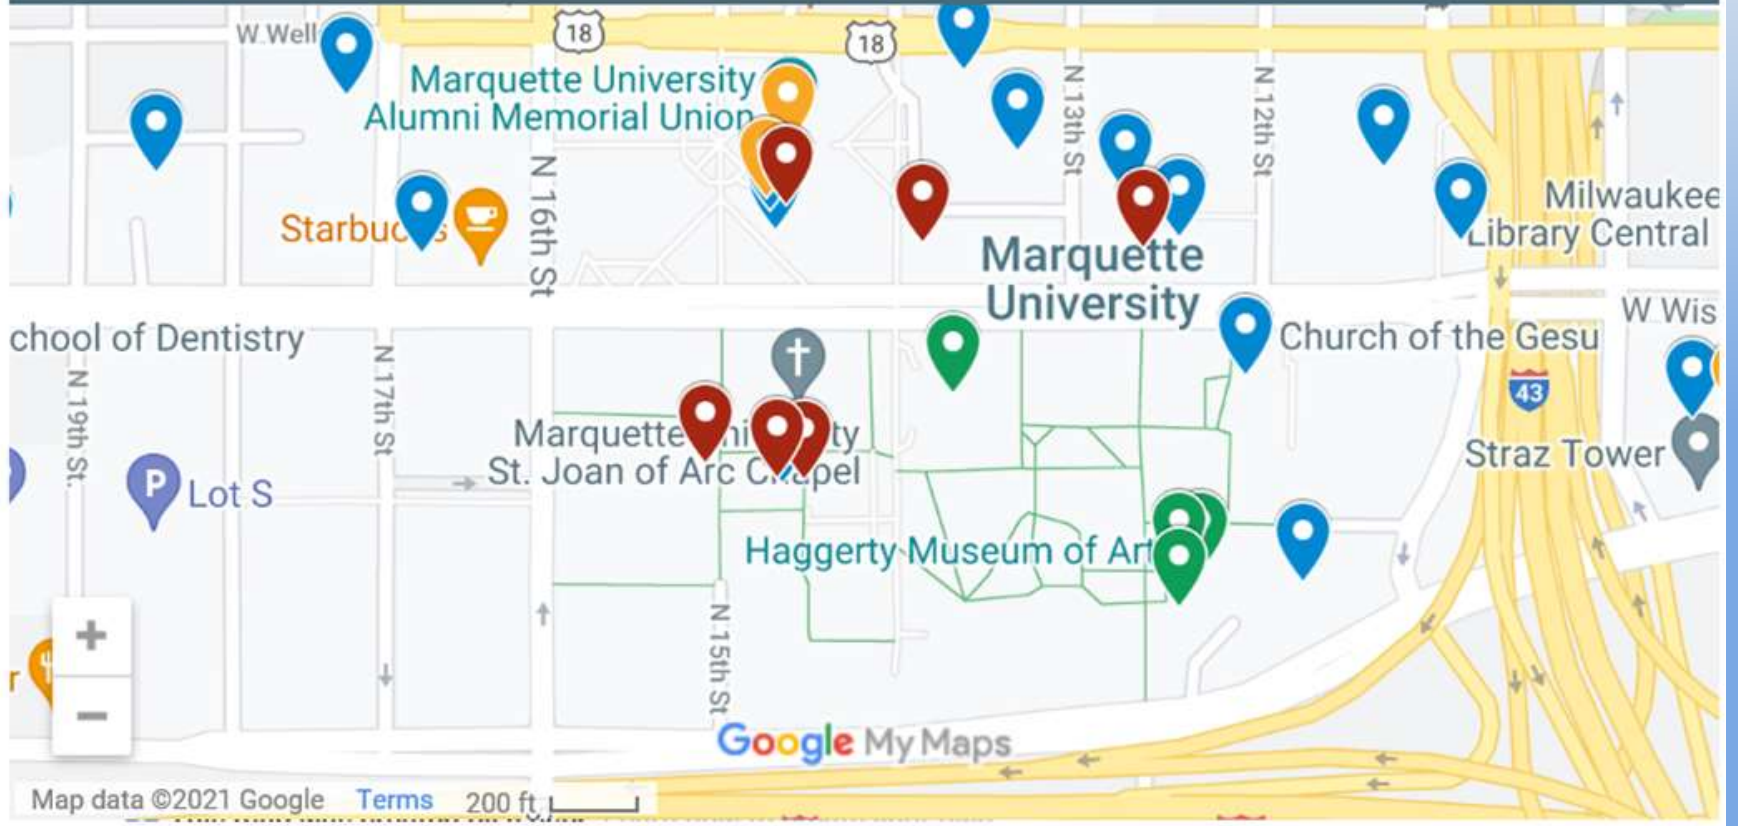 W Well
18
18
Marquette University
Alumni Memorial Union
N 13th St
N 12th St
N 16th St
Milwaukee
Library Central
Marquette
University
W Wis
chool of Dentistry
Church of the Gesu
N 17th St
N 19th St.
43
Marquette
ty
St. Joan of Arc
Straz Tower
P
Lot S
Haggerty Museum of Art
N 15th St
+
r
−
Google My Maps
Map data ©2021 Google
Terms
200 ft